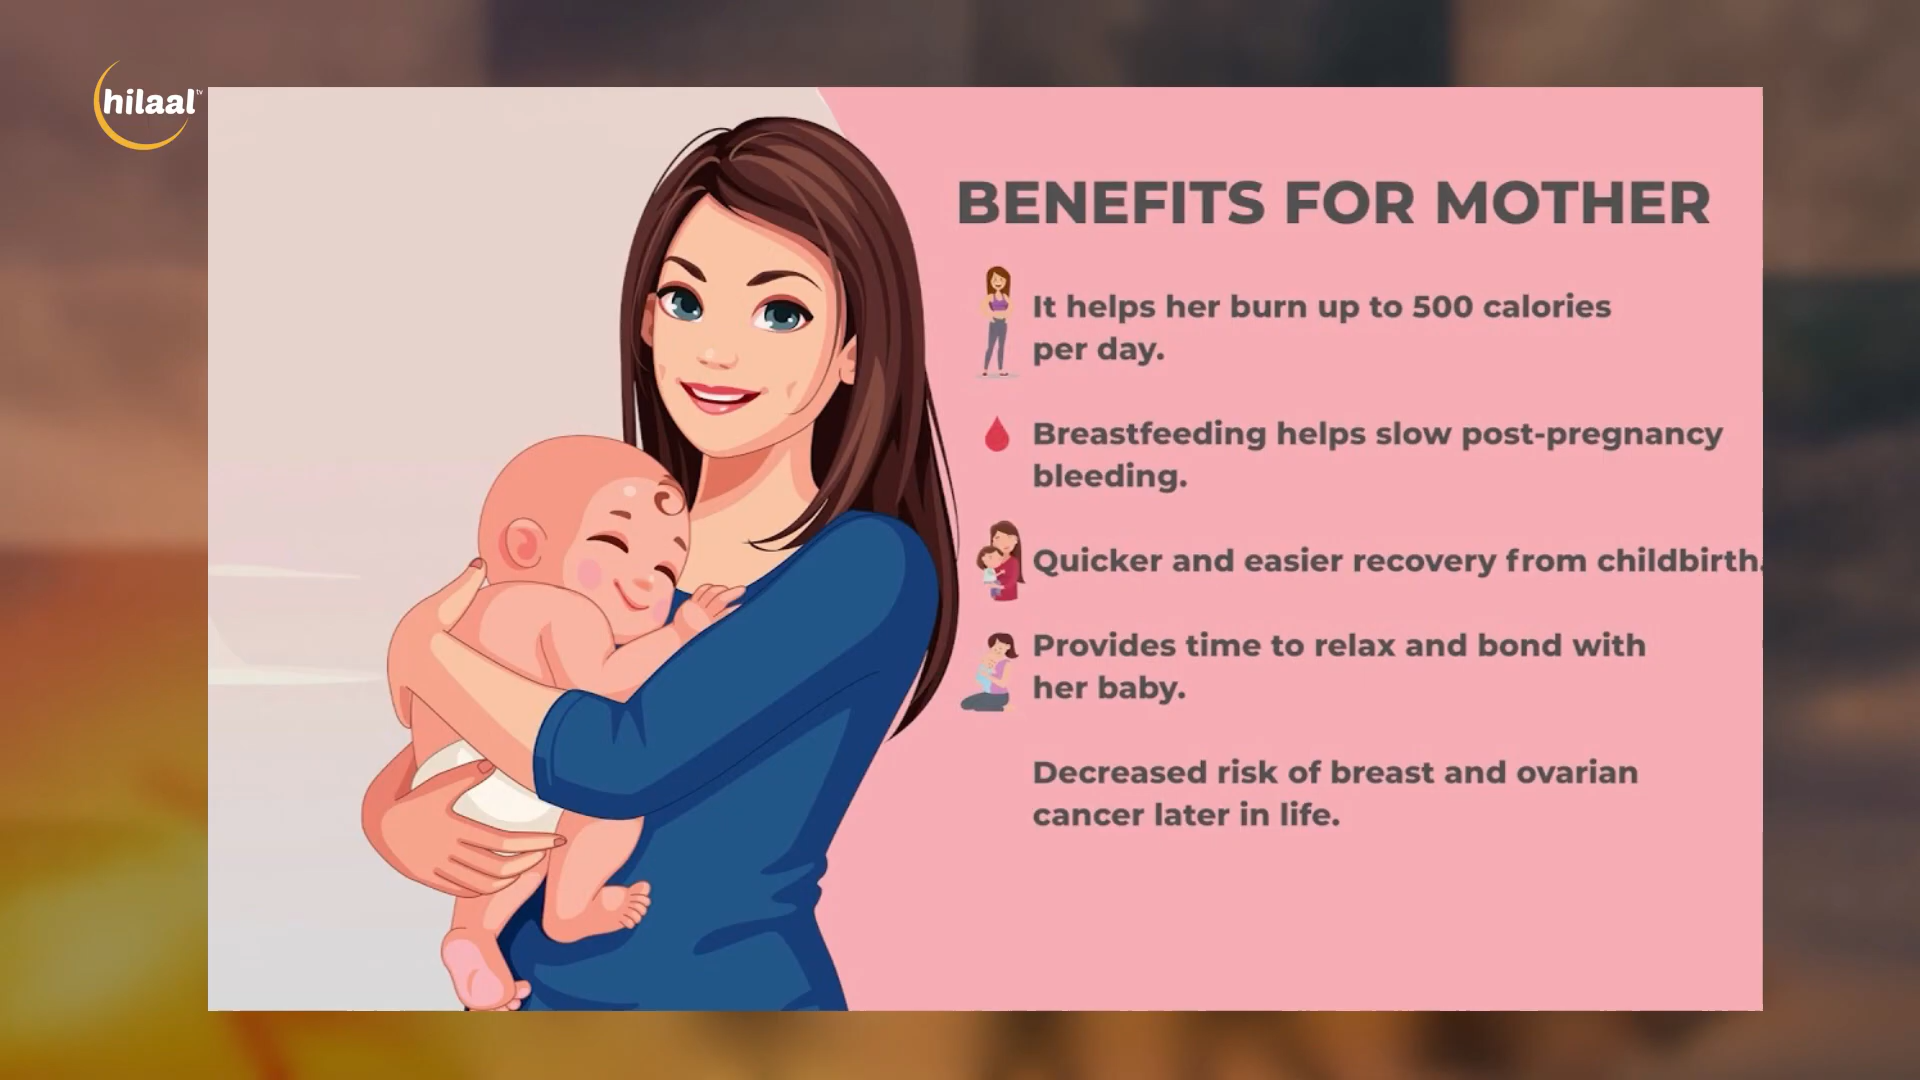 hilaal tv
BENEFITS FOR MOTHER
It helps her burn up to 500 calories
per day.
Breastfeeding helps slow post-pregnancy
bleeding.
Quicker and easier recovery from childbirth.
Provides time to relax and bond with
her baby.
Decreased risk of breast and ovarian
cancer later in life.